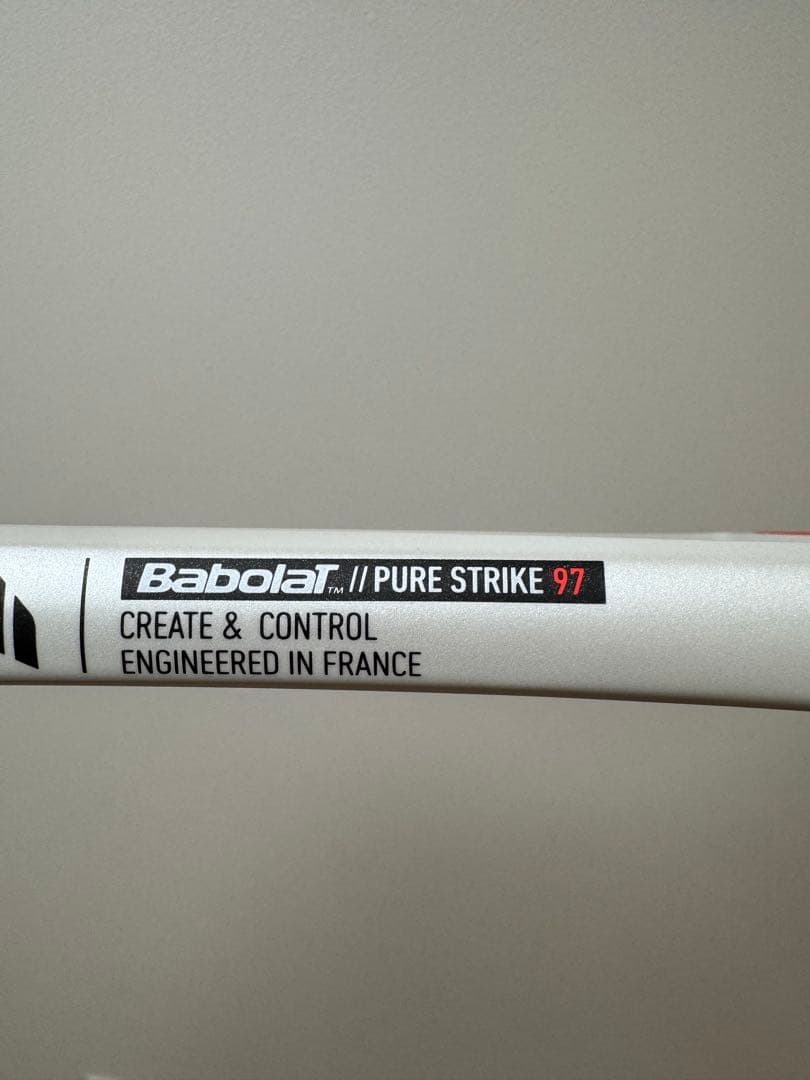 BaboLaT™ // PURE STRIKE 97
CREATE & CONTROL
ENGINEERED IN FRANCE